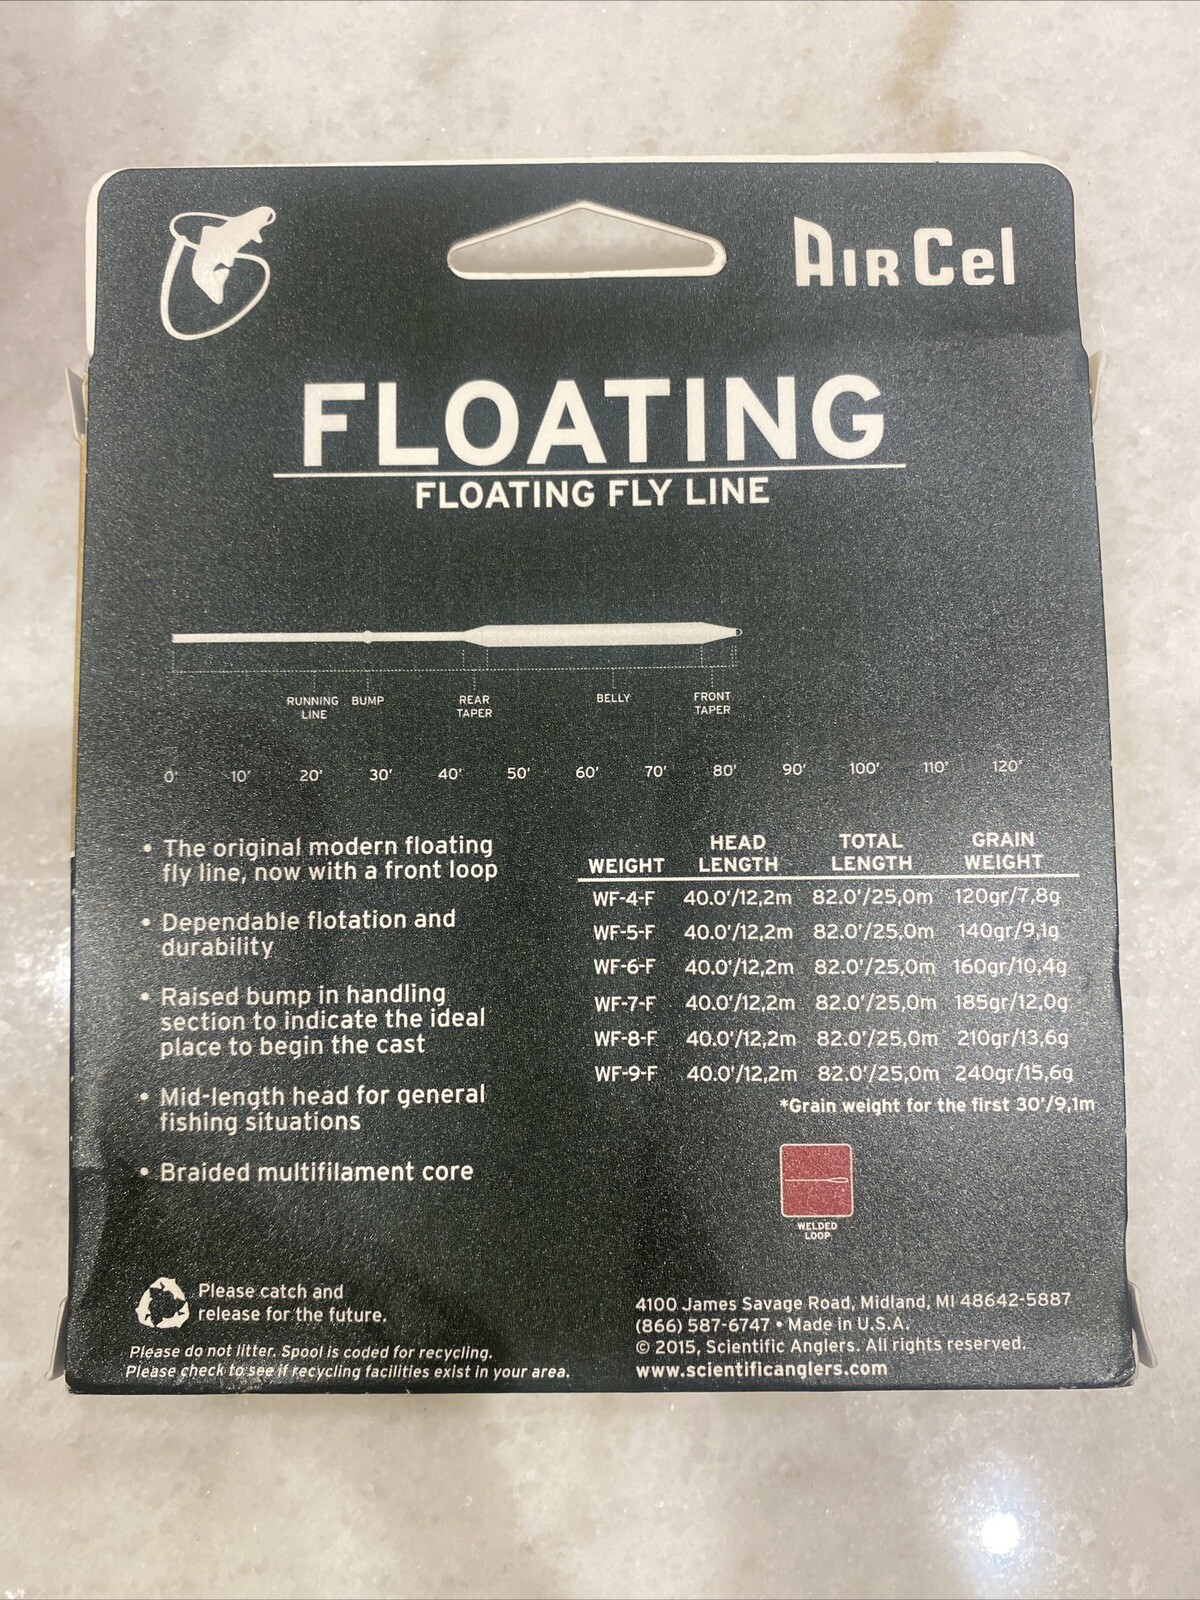 AIRCel
FLOATING
FLOATING FLY LINE
RUNNING LINE BUMP REAR TAPER BELLY FRONT TAPER
0' 10' 20' 30' 40' 50' 60' 70' 80' 90' 100' 110' 120'
• The original modern floating
fly line, now with a front loop
• Dependable flotation and
durability
• Raised bump in handling
section to indicate the ideal
place to begin the cast
• Mid-length head for general
fishing situations
• Braided multifilament core
WEIGHT HEAD LENGTH TOTAL LENGTH GRAIN WEIGHT
WF-4-F 40.0'/12,2m 82.0'/25,0m 120gr/7,8g
WF-5-F 40.0'/12,2m 82.0'/25,0m 140gr/9,1g
WF-6-F 40.0'/12,2m 82.0'/25,0m 160gr/10,4g
WF-7-F 40.0'/12,2m 82.0'/25,0m 185gr/12,0g
WF-8-F 40.0'/12,2m 82.0'/25,0m 210gr/13,6g
WF-9-F 40.0'/12,2m 82.0'/25,0m 240gr/15,6g
*Grain weight for the first 30'/9,1m
WELDED
LOOP
Please catch and
release for the future.
Please do not litter. Spool is coded for recycling.
Please check to see if recycling facilities exist in your area.
4100 James Savage Road, Midland, MI 48642-5887
(866) 587-6747 • Made in U.S.A.
© 2015, Scientific Anglers. All rights reserved.
www.scientificanglers.com